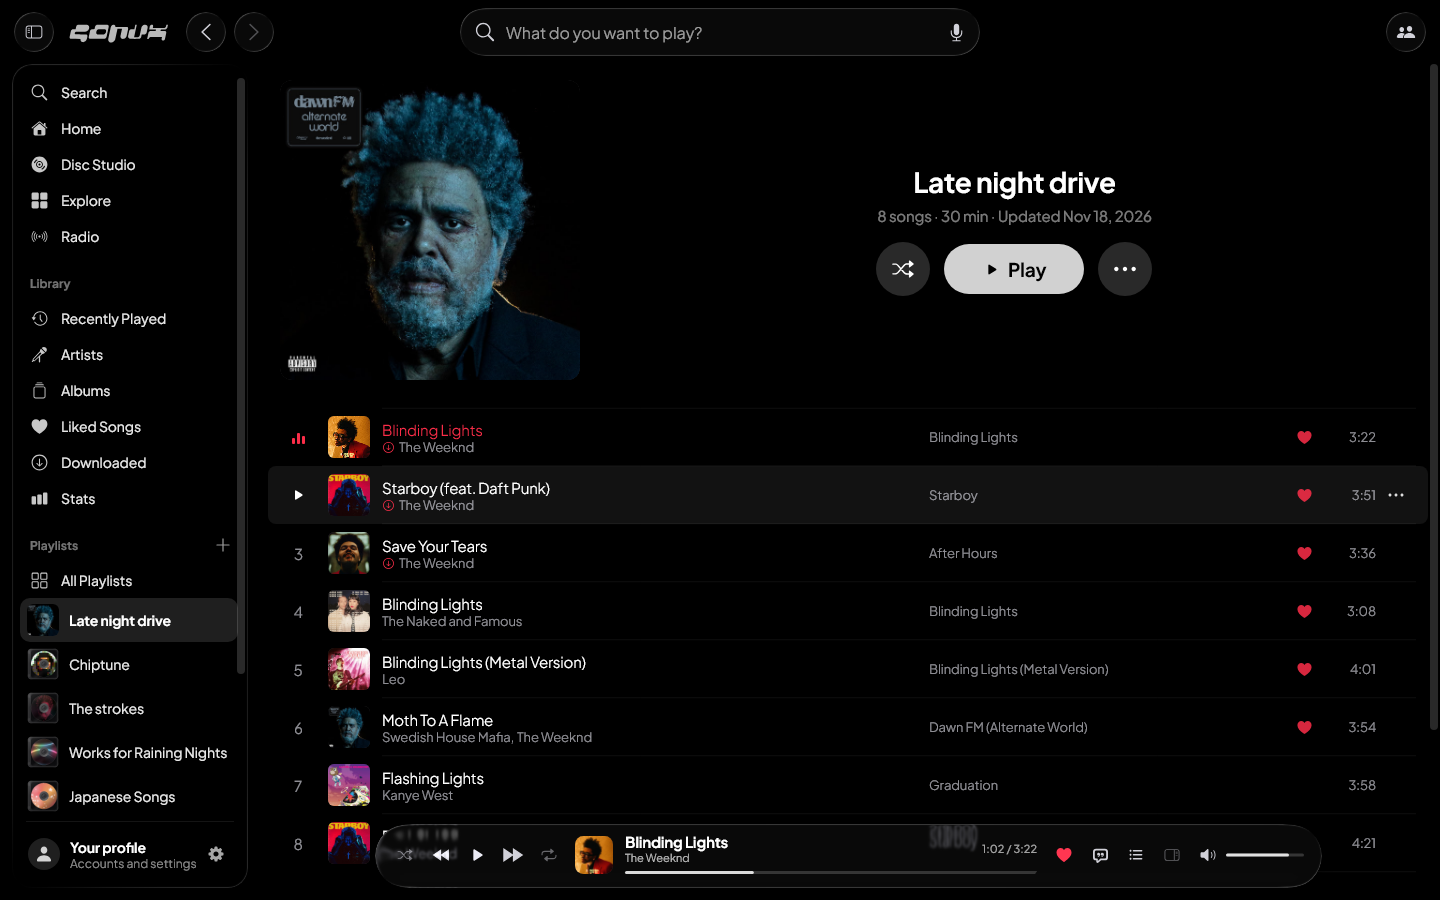 sonux
What do you want to play?
Search
Home
Disc Studio
Explore
Radio
Library
Recently Played
Artists
Albums
Liked Songs
Downloaded
Stats
Playlists
All Playlists
Late night drive
Chiptune
The strokes
Works for Raining Nights
Japanese Songs
Your profile
Accounts and settings
dawn FM
alternate
world
Late night drive
8 songs · 30 min · Updated Nov 18, 2026
Play
Blinding Lights
The Weeknd
Blinding Lights
3:22
STARBOY
Starboy (feat. Daft Punk)
The Weeknd
Starboy
3:51
3
Save Your Tears
The Weeknd
After Hours
3:36
4
Blinding Lights
The Naked and Famous
Blinding Lights
3:08
5
Blinding Lights (Metal Version)
Leo
Blinding Lights (Metal Version)
4:01
6
Moth To A Flame
Swedish House Mafia, The Weeknd
Dawn FM (Alternate World)
3:54
7
Flashing Lights
Kanye West
Graduation
3:58
8
STARBOY
4:21
Blinding Lights
The Weeknd
1:02 / 3:22